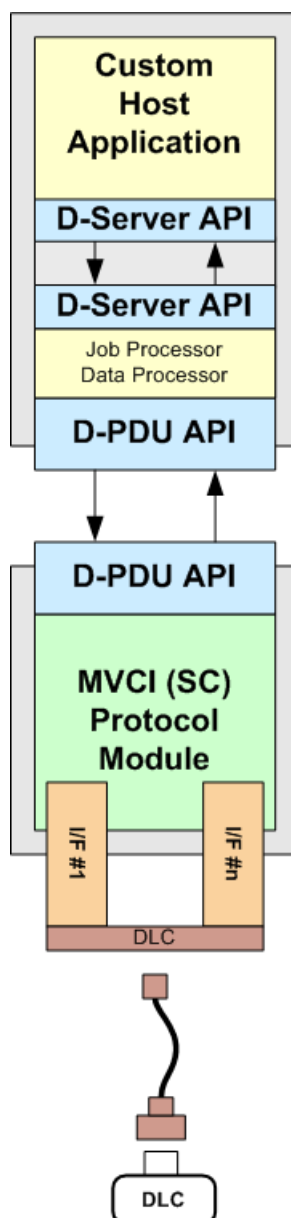 Custom
Host
Application
D-Server API
D-Server API
Job Processor
Data Processor
D-PDU API
D-PDU API
MVCI (SC)
Protocol
Module
I/F #1
I/F #n
DLC
DLC